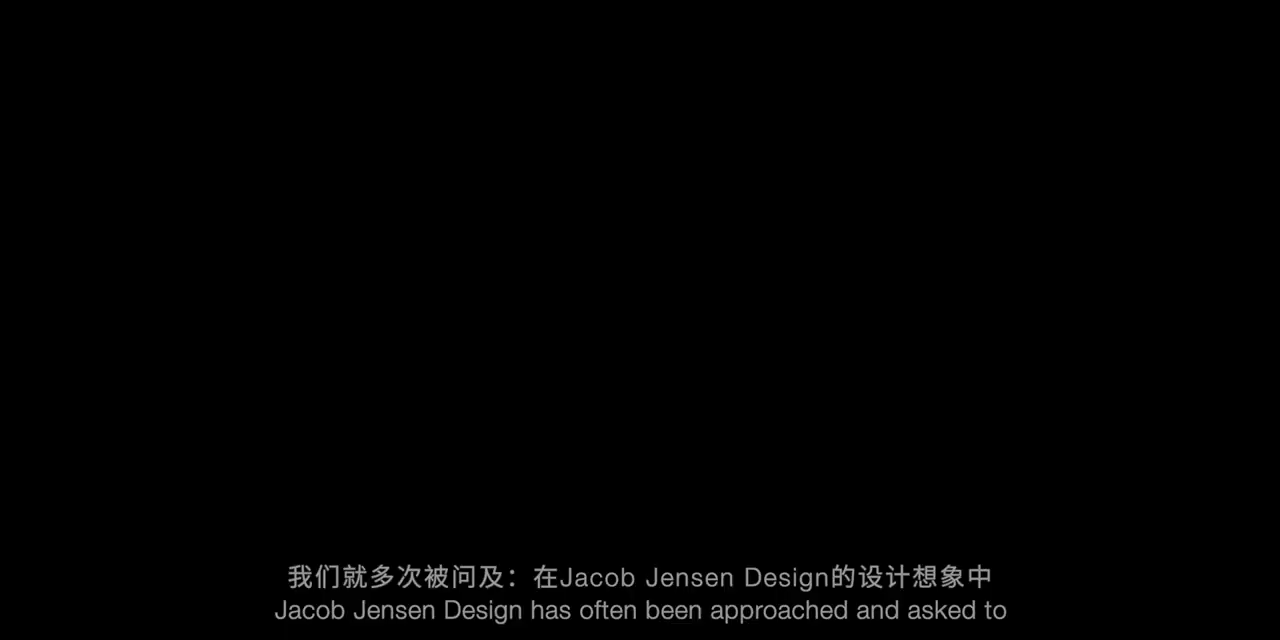 我们就多次被问及：在Jacob Jensen Design的设计想象中
Jacob Jensen Design has often been approached and asked to